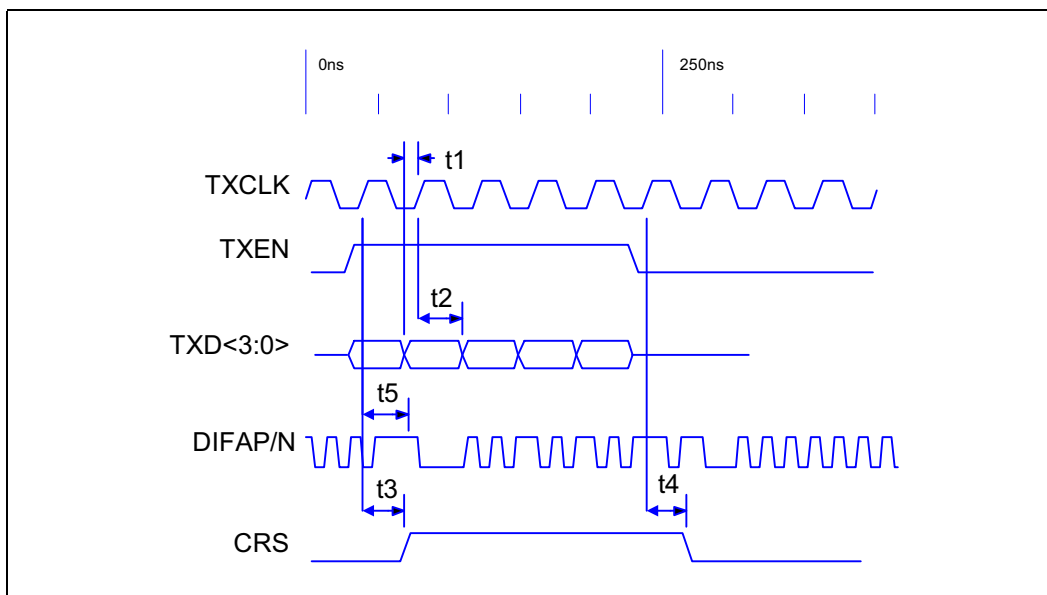 0ns
250ns
t1
TXCLK
TXEN
t2
TXD<3:0>
t5
DIFAP/N
t3
t4
CRS